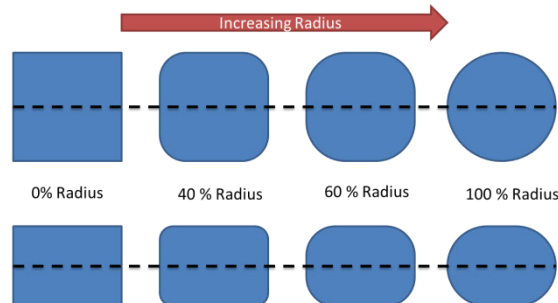 Increasing Radius
0% Radius
40 % Radius
60 % Radius
100 % Radius